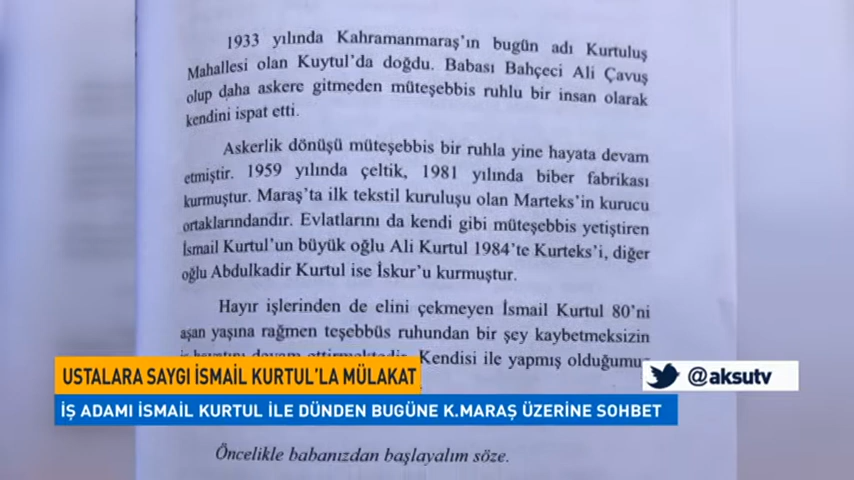 1933 yılında Kahramanmaraş'ın bugün adı Kurtuluş
Mahallesi olan Kuytul'da doğdu. Babası Bahçeci Ali Çavuş
olup daha askere gitmeden müteşebbis ruhlu bir insan olarak
kendini ispat etti.
Askerlik dönüşü müteşebbis bir ruhla yine hayata devam
etmiştir. 1959 yılında çeltik, 1981 yılında biber fabrikası
kurmuştur. Maraş'ta ilk tekstil kuruluşu olan Marteks'in kurucu
ortaklarındandır. Evlatlarını da kendi gibi müteşebbis yetiştiren
İsmail Kurtul'un büyük oğlu Ali Kurtul 1984'te Kurteks'i, diğer
oğlu Abdulkadir Kurtul ise İskur'u kurmuştur.
Hayır işlerinden de elini çekmeyen İsmail Kurtul 80'ni
aşan yaşına rağmen teşebbüs ruhundan bir şey kaybetmeksizin
Kendisi ile yapmış olduğumuz
USTALARA SAYGI İSMAİL KURTUL'LA MÜLAKAT
@aksutv
İŞ ADAMI İSMAİL KURTUL İLE DÜNDEN BUGÜNE K.MARAŞ ÜZERİNE SOHBET
Öncelikle babanızdan başlayalım söze.